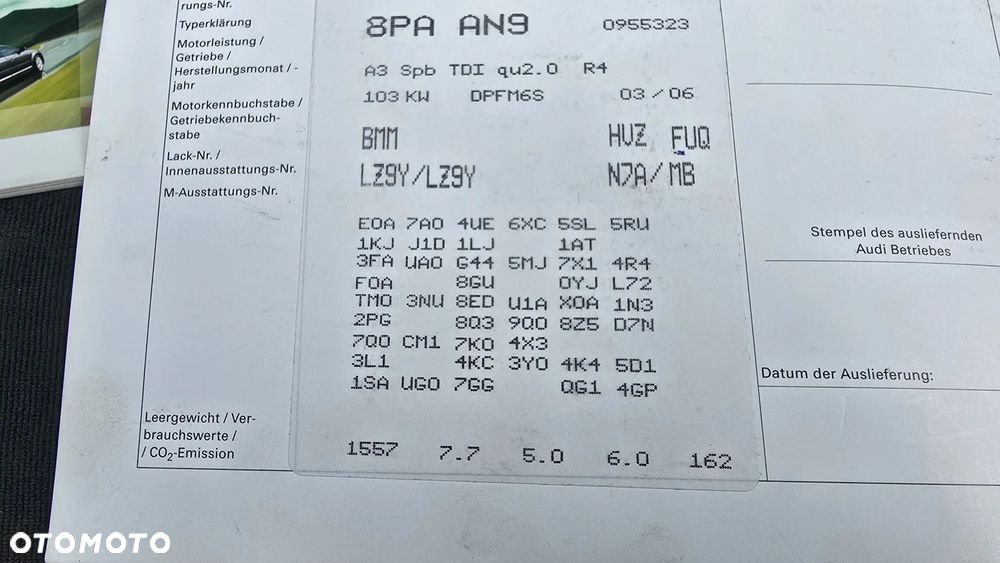 rungs-Nr.
Typerklärung
Motorleistung /
Getriebe /
Herstellungsmonat / -
jahr
Motorkennbuchstabe /
Getriebekennbuch-
stabe
Lack-Nr. /
Innenausstattungs-Nr.
M-Ausstattungs-Nr.
Leergewicht / Ver-
brauchswerte /
/ CO2-Emission
8PA AN9 0955323
A3 Spb TDI qu2.0 R4
103 KW DPFM6S 03 / 06
BMM HVZ FUQ
LZ9Y/LZ9Y N7A/ MB
E0A 7A0 4UE 6XC 5SL 5RU
1KJ J1D 1LJ 1AT
3FA UA0 G44 5MJ 7X1 4R4
F0A 8GU 0YJ L72
TM0 3NU 8ED U1A X0A 1N3
2PG 8Q3 9Q0 8Z5 D7N
7Q0 CM1 7K0 4X3
3L1 4KC 3Y0 4K4 5D1
1SA UG0 7GG QG1 4GP
1557 7.7 5.0 6.0 162
Stempel des ausliefernden
Audi Betriebes
Datum der Auslieferung:
OTOMOTO